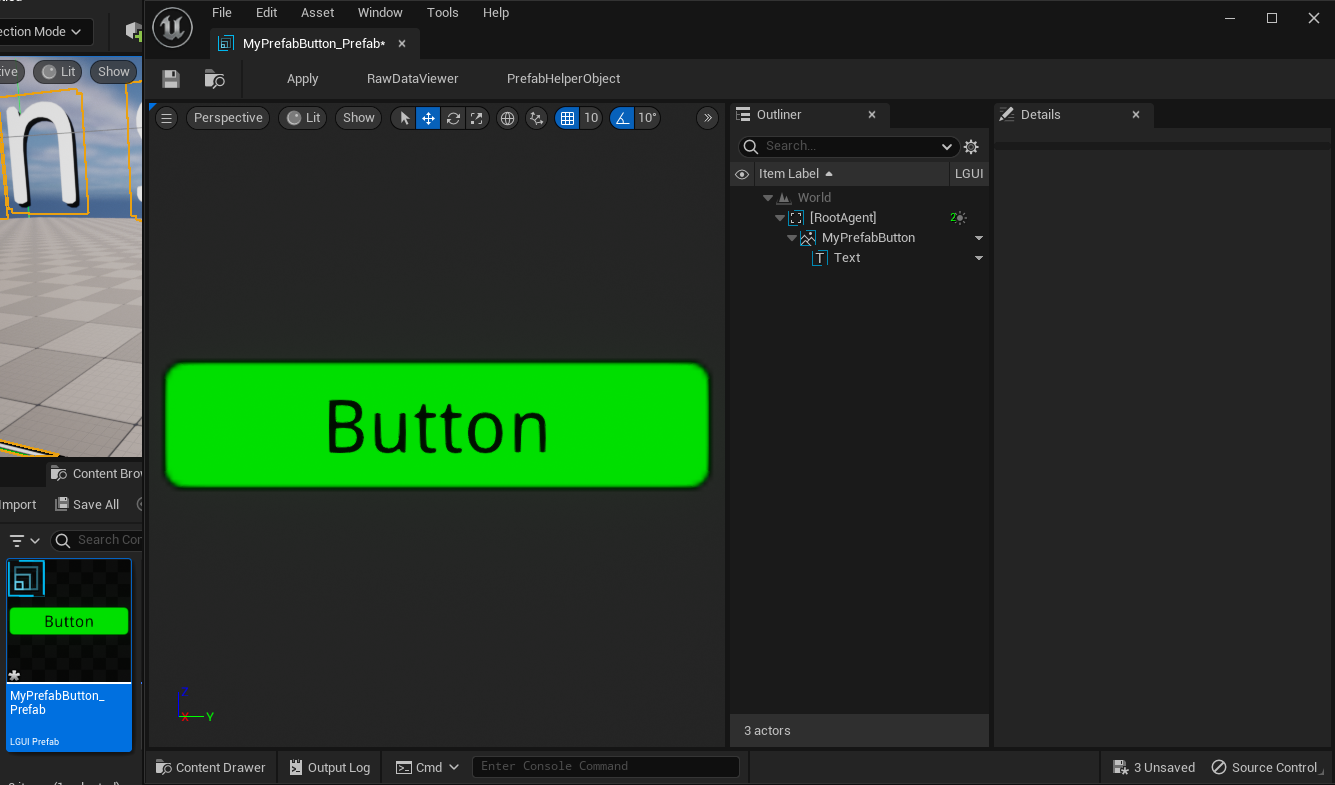 File Edit Asset Window Tools Help
ection Mode
MyPrefabButton_Prefab*
Apply RawDataViewer PrefabHelperObject
tive Lit Show
Perspective Lit Show 10 10°
n
Outliner
Search...
Item Label LGUI
World
[RootAgent] 2
MyPrefabButton
Text
3 actors
Details
Button
Z
X Y
Content Brow
Import Save All
Search Con
Button
MyPrefabButton_
Prefab
LGUI Prefab
Content Drawer Output Log Cmd Enter Console Command 3 Unsaved Source Control